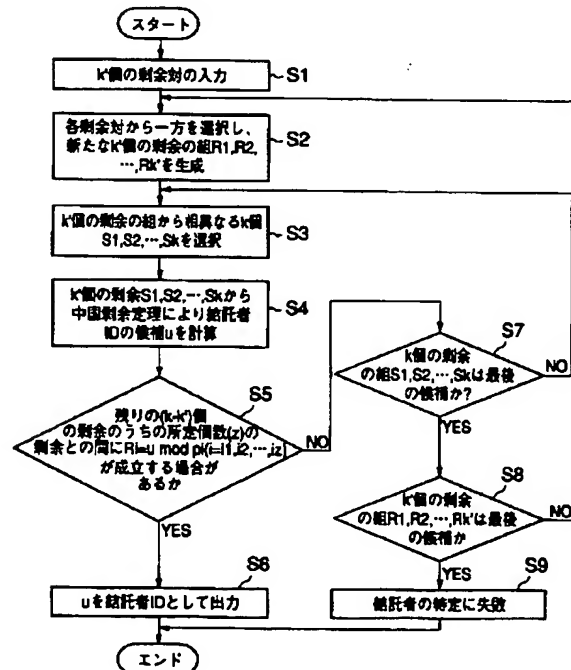 スタート
k'個の剰余対の入力
S1
各剰余対から一方を選択し、
新たなk'個の剰余の組R1,R2,
…,Rk'を生成
S2
k'個の剰余の組から相異なるk個
S1,S2,…,Skを選択
S3
k'個の剰余S1,S2,…,Skから
中国剰余定理により結託者
IDの候補uを計算
S4
残りの(k-k')個
の剰余のうちの所定個数(z)の
剰余との間にRi=u mod pi(i=i1,i2,…,iz)
が成立する場合が
あるか
S5
NO
YES
uを結託者IDとして出力
S6
k個の剰余
の組S1,S2,…,Skは最後
の候補か?
S7
NO
YES
k'個の剰余
の組R1,R2,…,Rk'は最後
の候補か
S8
NO
YES
結託者の特定に失敗
S9
エンド